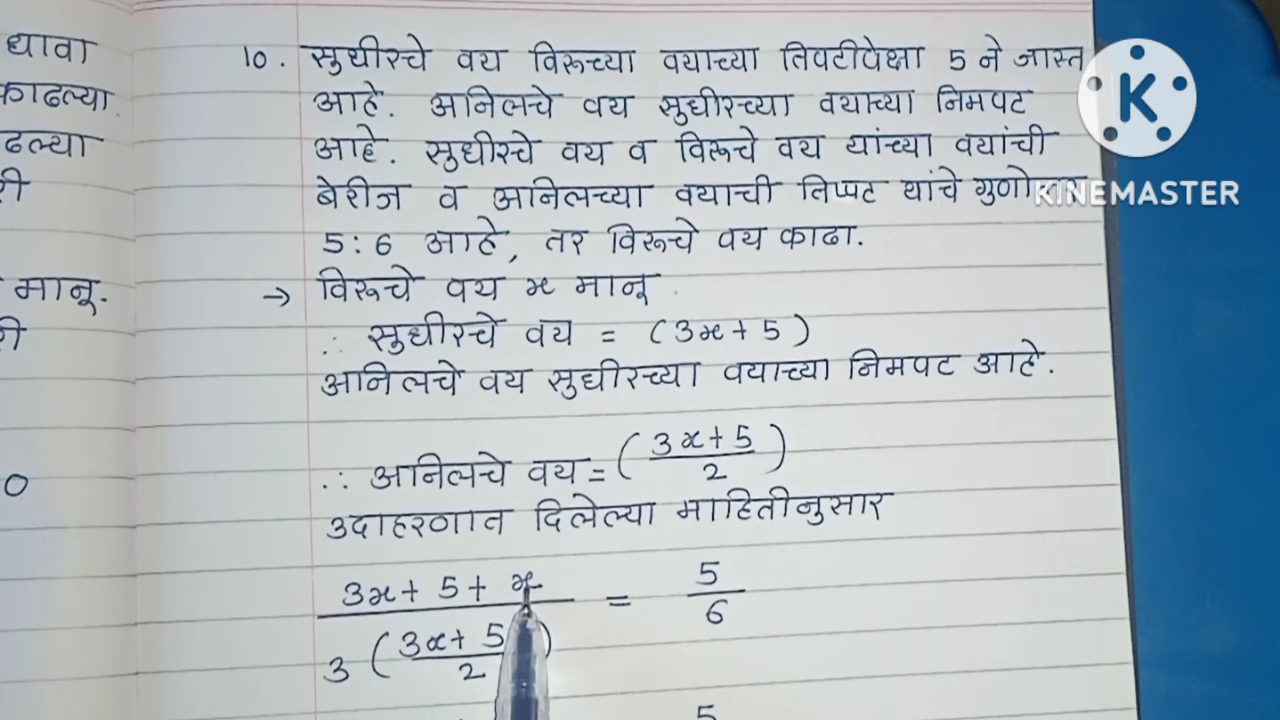 धावा
काढल्या
ढल्या
री
मानू.
नी
0
10. सुधीरचे वय विरूच्या वयाच्या तिपटीपेक्षा 5 ने जास्त
आहे. अनिलचे वय सुधीरच्या वयाच्या निमपट
आहे. सुधीरचे वय व विरूचे वय यांच्या वयांची
बेरीज व अनिलच्या वयाची तिप्पट यांचे
5:6 आहे, तर विरूचे वय काढा.
→ विरूचे वय x मानू.
∴ सुधीरचे वय = (3x+5)
अनिलचे वय सुधीरच्या वयाच्या निमपट आहे.
∴ अनिलचे वय = (3x+5/2)
उदाहरणात दिलेल्या माहितीनुसार
3x+5+x / 3(3x+5/2) = 5/6
5
K
KINEMASTER